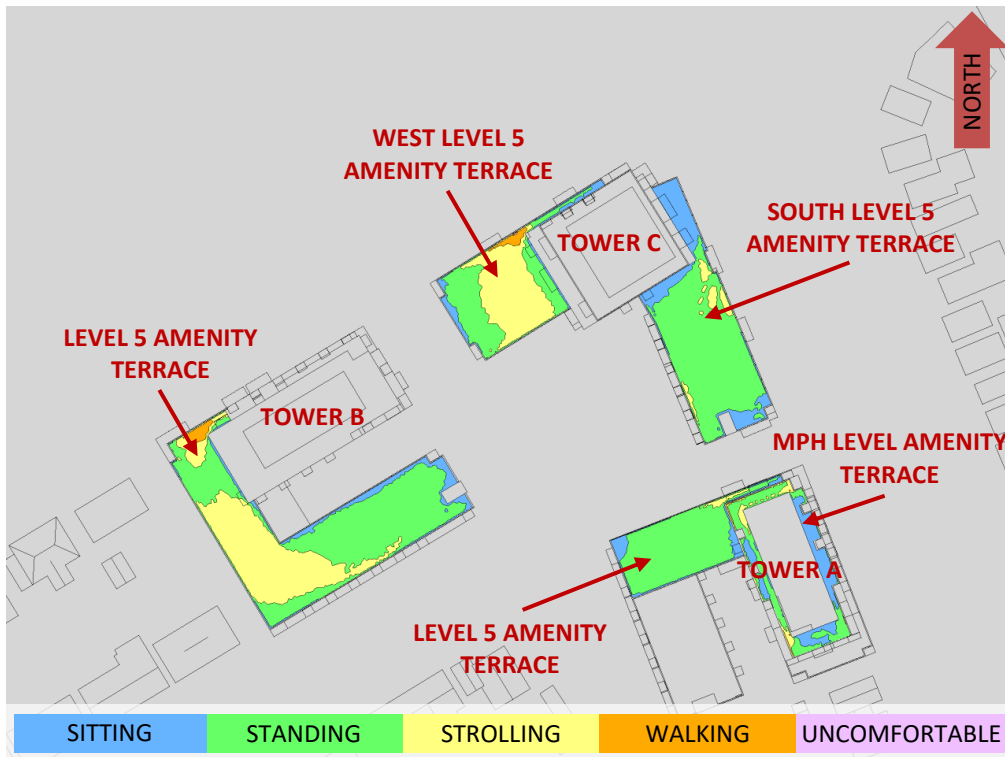 NORTH
WEST LEVEL 5
AMENITY TERRACE
TOWER C
SOUTH LEVEL 5
AMENITY TERRACE
LEVEL 5 AMENITY
TERRACE
TOWER B
MPH LEVEL AMENITY
TERRACE
TOWER A
LEVEL 5 AMENITY
TERRACE
SITTING
STANDING
STROLLING
WALKING
UNCOMFORTABLE